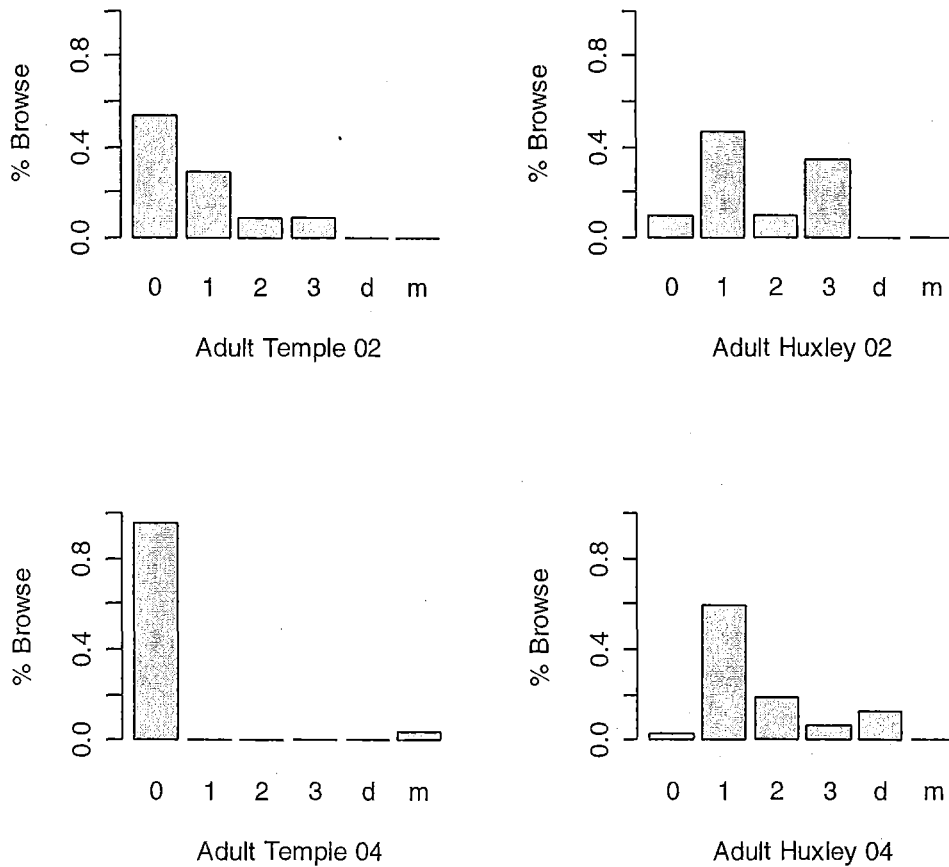 % Browse
0.8
0.4
0.0
0 1 2 3 d m
Adult Temple 02
% Browse
0.8
0.4
0.0
0 1 2 3 d m
Adult Huxley 02
% Browse
0.8
0.4
0.0
0 1 2 3 d m
Adult Temple 04
% Browse
0.8
0.4
0.0
0 1 2 3 d m
Adult Huxley 04